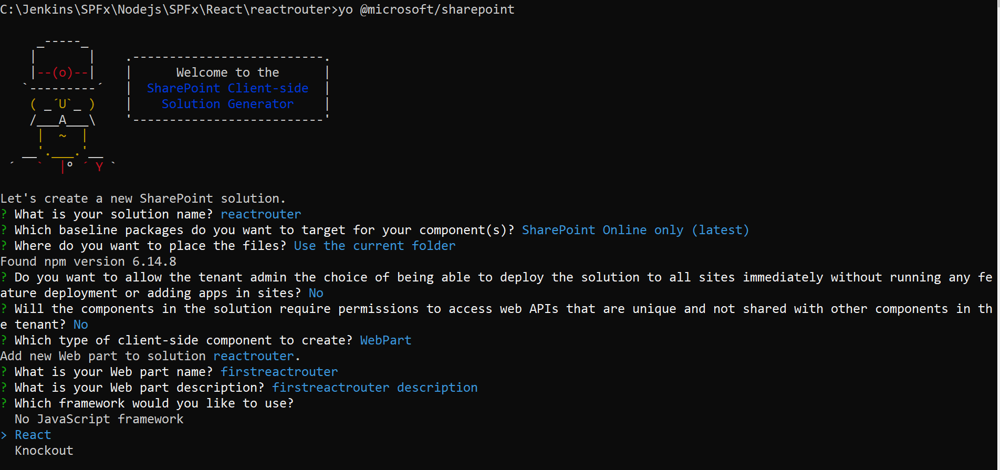 C:\Jenkins\SPFx\Nodejs\SPFx\React\reactrouter>yo @microsoft/sharepoint
     _-----_
    |       |    .--------------------------.
    |--(o)--|    |      Welcome to the      |
   `---------´   |  SharePoint Client-side  |
    ( _´U`_ )    |    Solution Generator    |
    /___A___\    '--------------------------'
     |  ~  |
   __'.___.'__
 ´   `  |° ´ Y `
Let's create a new SharePoint solution.
? What is your solution name? reactrouter
? Which baseline packages do you want to target for your component(s)? SharePoint Online only (latest)
? Where do you want to place the files? Use the current folder
Found npm version 6.14.8
? Do you want to allow the tenant admin the choice of being able to deploy the solution to all sites immediately without running any fe
ature deployment or adding apps in sites? No
? Will the components in the solution require permissions to access web APIs that are unique and not shared with other components in th
e tenant? No
? Which type of client-side component to create? WebPart
Add new Web part to solution reactrouter.
? What is your Web part name? firstreactrouter
? What is your Web part description? firstreactrouter description
? Which framework would you like to use?
  No JavaScript framework
> React
  Knockout